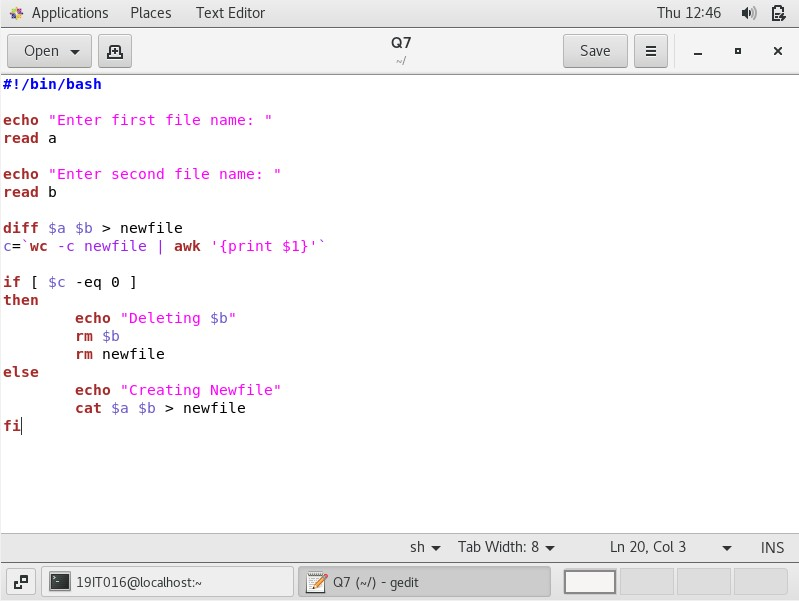 Applications Places Text Editor Thu 12:46
Open Q7 Save
~/
#!/bin/bash
echo "Enter first file name: "
read a
echo "Enter second file name: "
read b
diff $a $b > newfile
c=`wc -c newfile | awk '{print $1}'`
if [ $c -eq 0 ]
then
echo "Deleting $b"
rm $b
rm newfile
else
echo "Creating Newfile"
cat $a $b > newfile
fi
sh Tab Width: 8 Ln 20, Col 3 INS
19IT016@localhost:~ Q7 (~/) - gedit